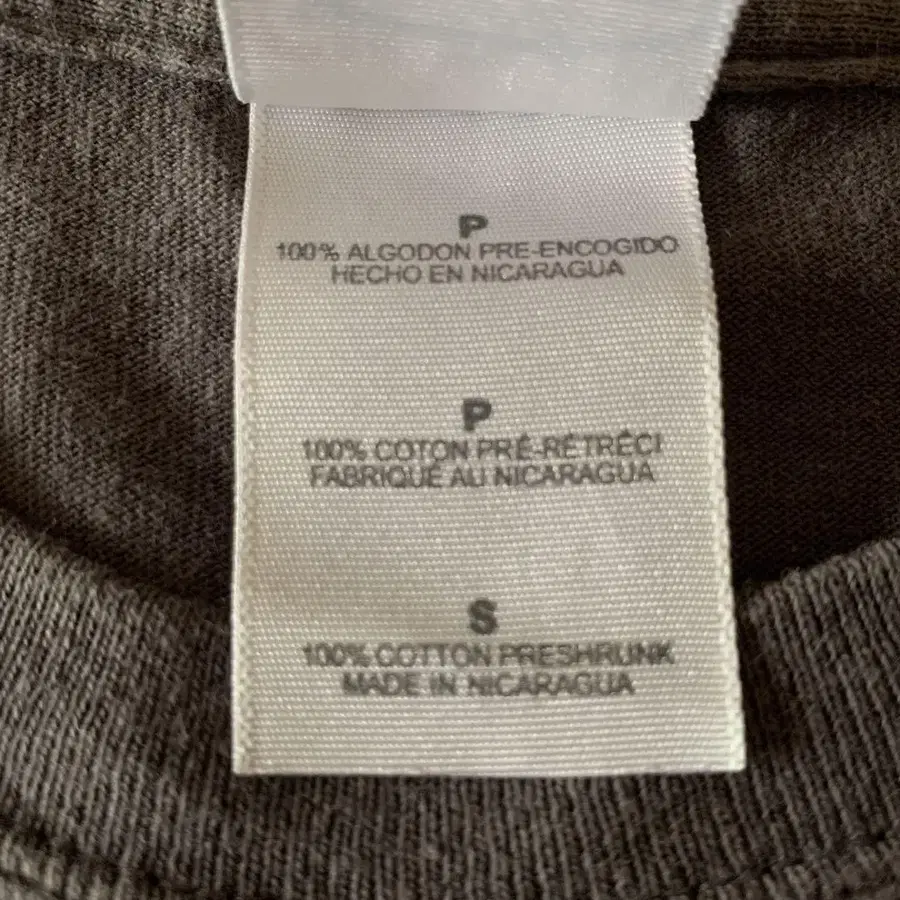 P
100% ALGODON PRE-ENCOGIDO
HECHO EN NICARAGUA
P
100% COTON PRÉ-RÉTRÉCI
FABRIQUÉ AU NICARAGUA
S
100% COTTON PRESHRUNK
MADE IN NICARAGUA